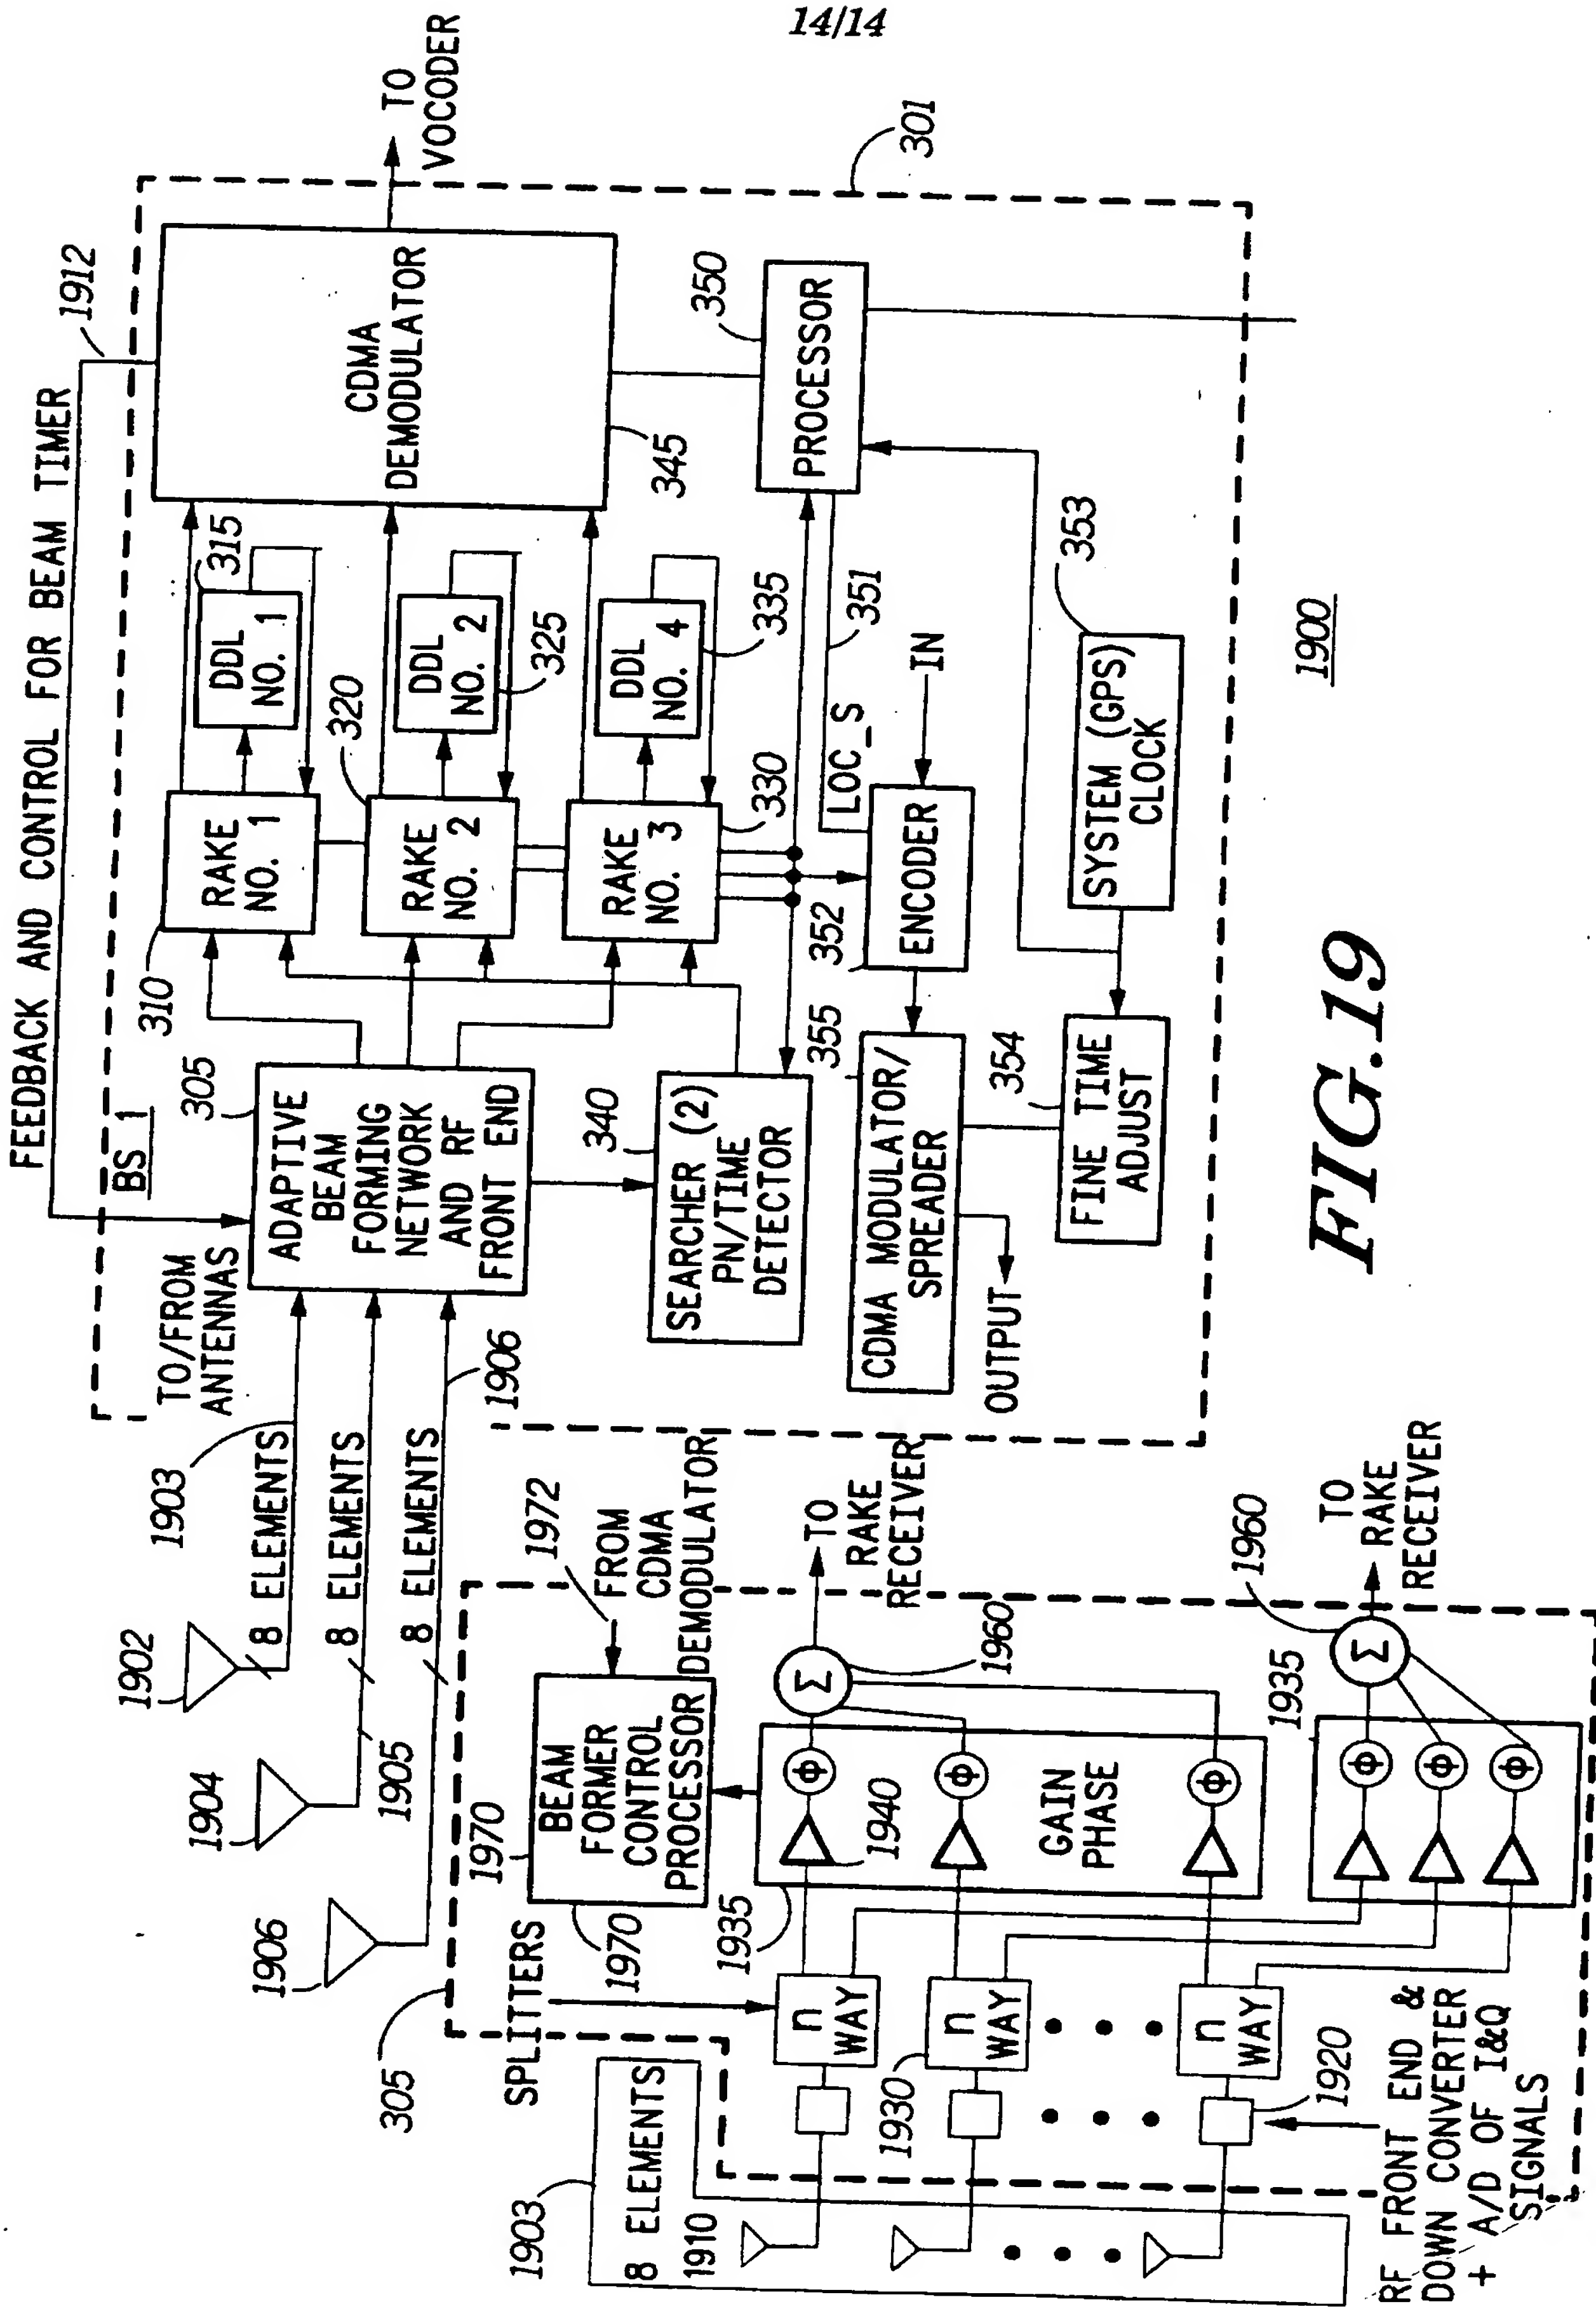 14/14
FEEDBACK AND CONTROL FOR BEAM TIMER
1912
BS 1
TO/FROM
ANTENNAS
305
ADAPTIVE
BEAM
FORMING
NETWORK
AND RF
FRONT END
310
RAKE
NO. 1
315
DDL
NO. 1
320
RAKE
NO. 2
DDL
NO. 2
325
RAKE
NO. 3
330
DDL
NO. 4
335
CDMA
DEMODULATOR
345
TO
VOCODER
301
340
SEARCHER (2)
PN/TIME
DETECTOR
350
PROCESSOR
351
LOC_S
352
ENCODER
IN
355
CDMA MODULATOR/
SPREADER
OUTPUT
353
SYSTEM (GPS)
CLOCK
354
FINE TIME
ADJUST
1900
1902
1903
8 ELEMENTS
1904
8 ELEMENTS
1905
1906
8 ELEMENTS
1906
305
1970
BEAM
FORMER
CONTROL
PROCESSOR
1970
1972
FROM
CDMA
DEMODULATOR
SPLITTERS
1903
8 ELEMENTS
1910
n
WAY
n
WAY
1930
n
WAY
1920
1935
Φ
1940
Φ
GAIN
PHASE
Φ
Σ
1960
TO
RAKE
RECEIVER
1935
Φ
Φ
Φ
Σ
1960
TO
RAKE
RECEIVER
RF FRONT END &
DOWN CONVERTER
+ A/D OF I&Q
SIGNALS
FIG.19